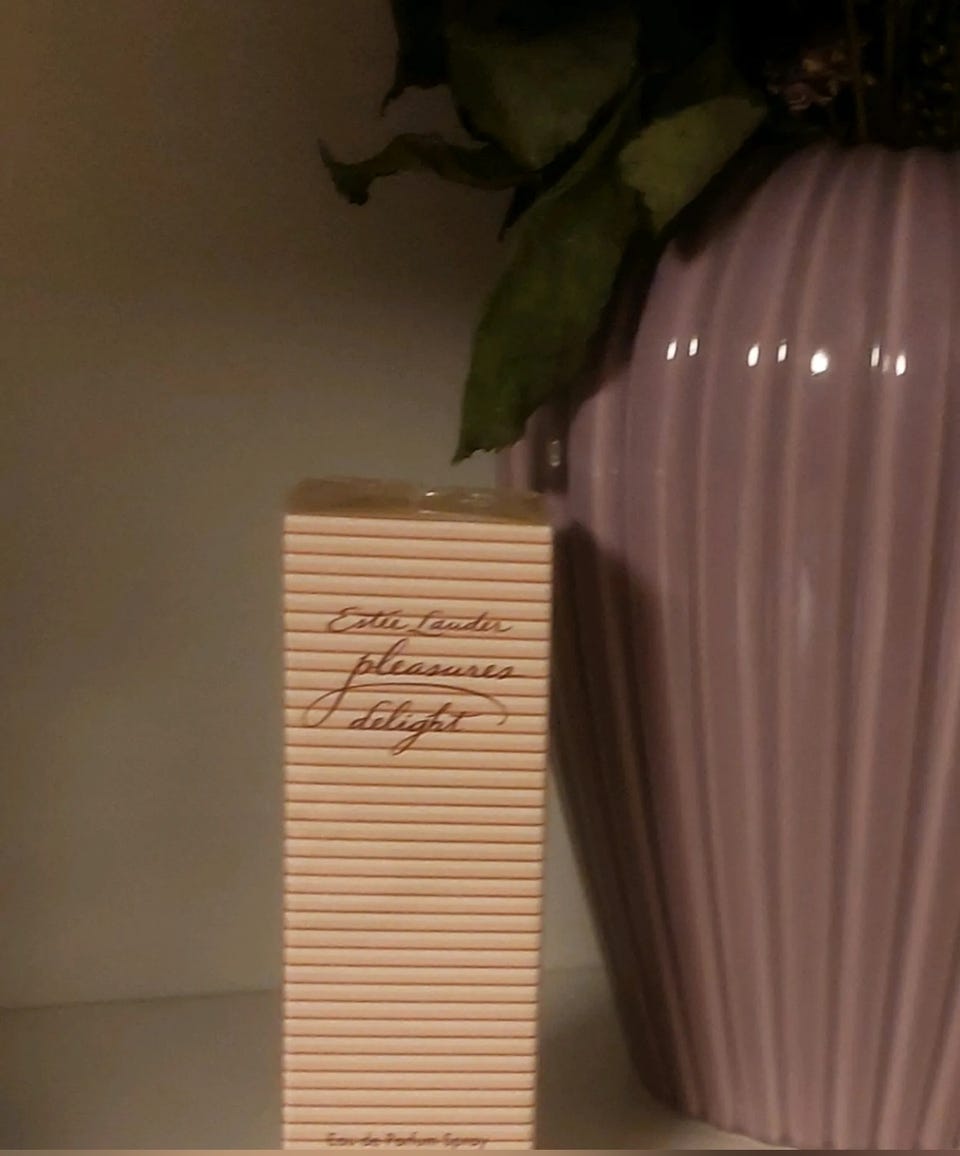 Estée Lauder
pleasures
delight
Eau de Parfum Spray